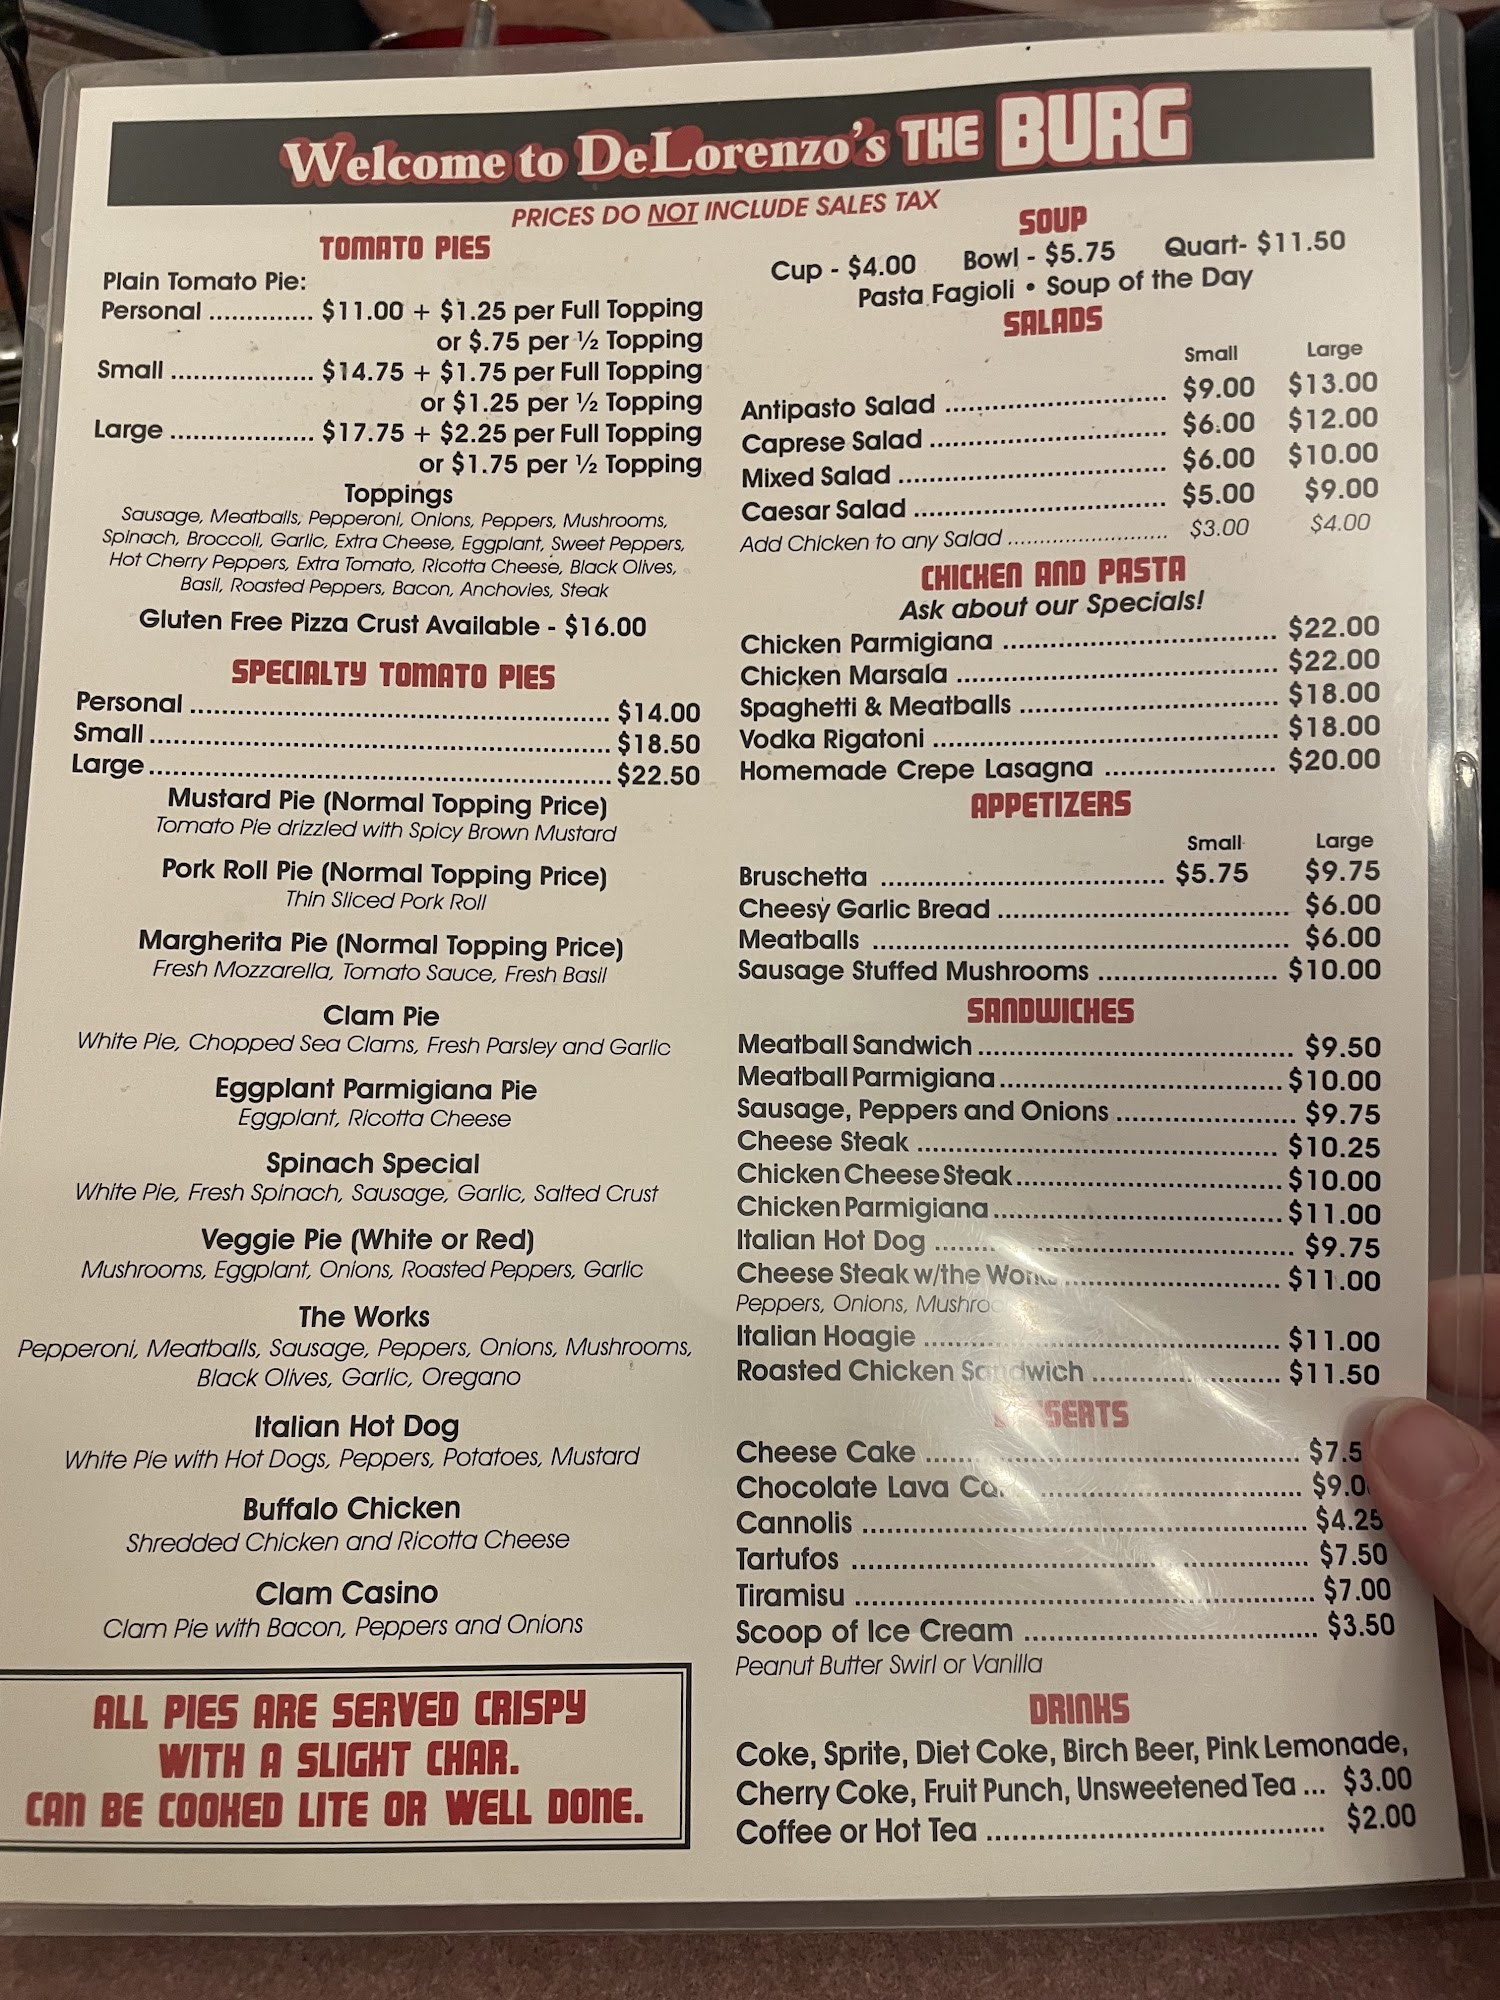 Welcome to DeLorenzo's THE BURG
PRICES DO NOT INCLUDE SALES TAX
TOMATO PIES
Plain Tomato Pie:
Personal .............. $11.00 + $1.25 per Full Topping
or $.75 per ½ Topping
Small ................... $14.75 + $1.75 per Full Topping
or $1.25 per ½ Topping
Large ................... $17.75 + $2.25 per Full Topping
or $1.75 per ½ Topping
Toppings
Sausage, Meatballs, Pepperoni, Onions, Peppers, Mushrooms,
Spinach, Broccoli, Garlic, Extra Cheese, Eggplant, Sweet Peppers,
Hot Cherry Peppers, Extra Tomato, Ricotta Cheese, Black Olives,
Basil, Roasted Peppers, Bacon, Anchovies, Steak
Gluten Free Pizza Crust Available - $16.00
SPECIALTY TOMATO PIES
Personal ........................................................ $14.00
Small ............................................................. $18.50
Large ............................................................. $22.50
Mustard Pie (Normal Topping Price)
Tomato Pie drizzled with Spicy Brown Mustard
Pork Roll Pie (Normal Topping Price)
Thin Sliced Pork Roll
Margherita Pie (Normal Topping Price)
Fresh Mozzarella, Tomato Sauce, Fresh Basil
Clam Pie
White Pie, Chopped Sea Clams, Fresh Parsley and Garlic
Eggplant Parmigiana Pie
Eggplant, Ricotta Cheese
Spinach Special
White Pie, Fresh Spinach, Sausage, Garlic, Salted Crust
Veggie Pie (White or Red)
Mushrooms, Eggplant, Onions, Roasted Peppers, Garlic
The Works
Pepperoni, Meatballs, Sausage, Peppers, Onions, Mushrooms,
Black Olives, Garlic, Oregano
Italian Hot Dog
White Pie with Hot Dogs, Peppers, Potatoes, Mustard
Buffalo Chicken
Shredded Chicken and Ricotta Cheese
Clam Casino
Clam Pie with Bacon, Peppers and Onions
ALL PIES ARE SERVED CRISPY
WITH A SLIGHT CHAR.
CAN BE COOKED LITE OR WELL DONE.
SOUP
Cup - $4.00 Bowl - $5.75 Quart- $11.50
Pasta Fagioli • Soup of the Day
SALADS
Small Large
Antipasto Salad ............................. $9.00 $13.00
Caprese Salad ............................... $6.00 $12.00
Mixed Salad ................................... $6.00 $10.00
Caesar Salad ................................. $5.00 $9.00
Add Chicken to any Salad .......................... $3.00 $4.00
CHICKEN AND PASTA
Ask about our Specials!
Chicken Parmigiana .................................... $22.00
Chicken Marsala .......................................... $22.00
Spaghetti & Meatballs .................................. $18.00
Vodka Rigatoni ............................................. $18.00
Homemade Crepe Lasagna ...................... $20.00
APPETIZERS
Small Large
Bruschetta ..................................... $5.75 $9.75
Cheesy Garlic Bread ...................................... $6.00
Meatballs ....................................................... $6.00
Sausage Stuffed Mushrooms ....................... $10.00
SANDWICHES
Meatball Sandwich ......................................... $9.50
Meatball Parmigiana ..................................... $10.00
Sausage, Peppers and Onions ....................... $9.75
Cheese Steak ............................................... $10.25
Chicken Cheese Steak ................................... $10.00
Chicken Parmigiana ...................................... $11.00
Italian Hot Dog ............................................... $9.75
Cheese Steak w/the ............................ $11.00
Peppers, Onions,
Italian Hoagie ............................................... $11.00
Roasted Chicken Sandwich ......................... $11.50
DESSERTS
Cheese Cake .................................................
Chocolate Lava ..................................
Cannolis .......................................................... $4.25
Tartufos ........................................................... $7.50
Tiramisu ........................................................... $7.00
Scoop of Ice Cream ...................................... $3.50
Peanut Butter Swirl or Vanilla
DRINKS
Coke, Sprite, Diet Coke, Birch Beer, Pink Lemonade,
Cherry Coke, Fruit Punch, Unsweetened Tea ... $3.00
Coffee or Hot Tea ............................................ $2.00